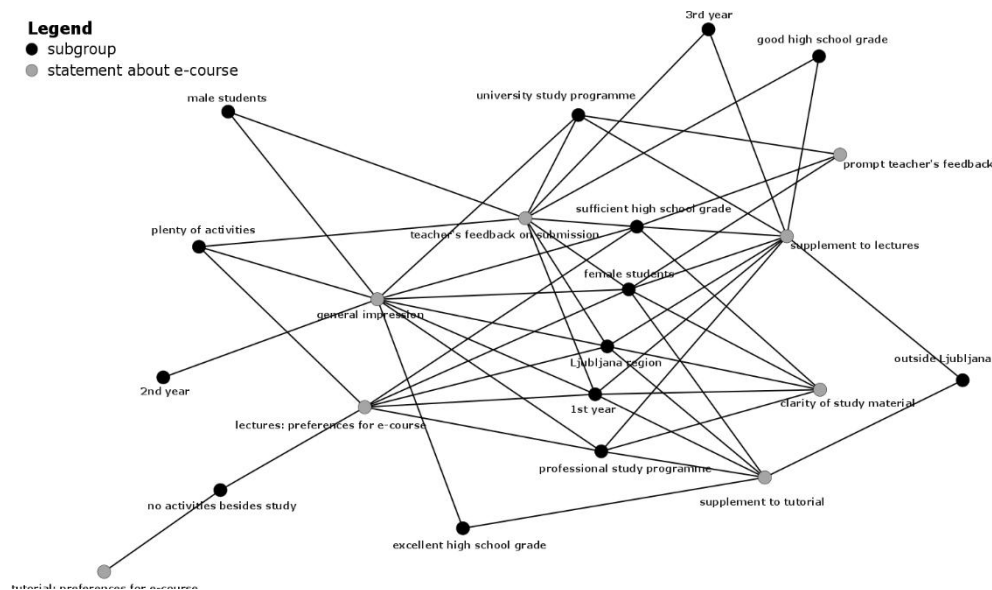 3rd year
Legend
subgroup
good high school grade
statement about e-course
male students
university study programme
prompt teacher's feedback
sufficient high school grade
plenty of activities
teacher's feedback on submission
supplement to lectures
female students
general impression
Ljubljana region
outside Ljubljana
2nd year
clarity of study material
1st year
lectures: preferences for e-course
professional study programme
supplement to tutorial
no activities besides study
excellent high school grade
tutorial: preferences for e-course